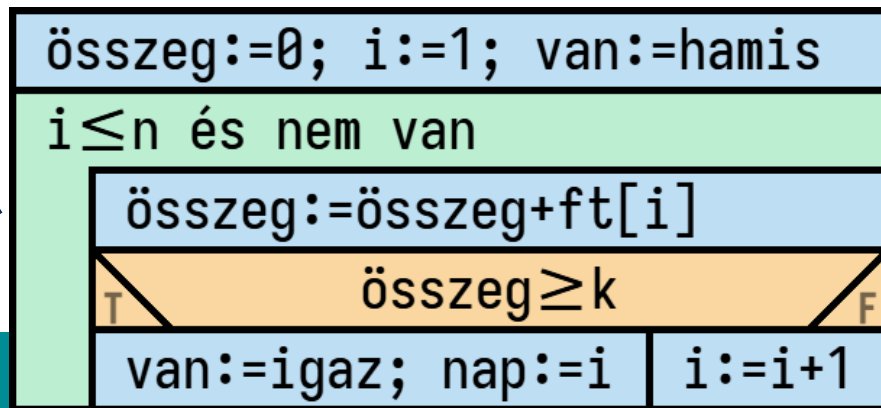 összeg:=0; i:=1; van:=hamis
i≤n és nem van
összeg:=összeg+ft[i]
T összeg≥k F
van:=igaz; nap:=i i:=i+1